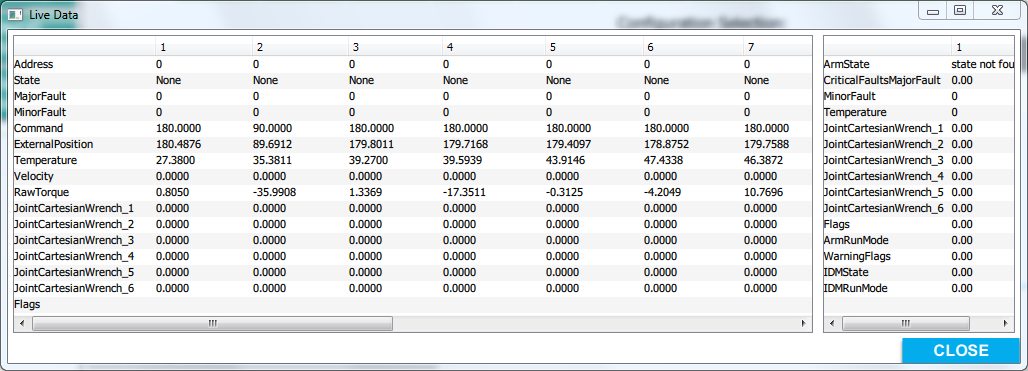 Live Data
Configuration Selection:
1 2 3 4 5 6 7
Address 0 0 0 0 0 0 0
State None None None None None None None
MajorFault 0 0 0 0 0 0 0
MinorFault 0 0 0 0 0 0 0
Command 180.0000 90.0000 180.0000 180.0000 180.0000 180.0000 180.0000
ExternalPosition 180.4876 89.6912 179.8011 179.7168 179.4097 178.8752 179.7588
Temperature 27.3800 35.3811 39.2700 39.5939 43.9146 47.4338 46.3872
Velocity 0.0000 0.0000 0.0000 0.0000 0.0000 0.0000 0.0000
RawTorque 0.8050 -35.9908 1.3369 -17.3511 -0.3125 -4.2049 10.7696
JointCartesianWrench_1 0.0000 0.0000 0.0000 0.0000 0.0000 0.0000 0.0000
JointCartesianWrench_2 0.0000 0.0000 0.0000 0.0000 0.0000 0.0000 0.0000
JointCartesianWrench_3 0.0000 0.0000 0.0000 0.0000 0.0000 0.0000 0.0000
JointCartesianWrench_4 0.0000 0.0000 0.0000 0.0000 0.0000 0.0000 0.0000
JointCartesianWrench_5 0.0000 0.0000 0.0000 0.0000 0.0000 0.0000 0.0000
JointCartesianWrench_6 0.0000 0.0000 0.0000 0.0000 0.0000 0.0000 0.0000
Flags
1
ArmState state not fou
CriticalFaultsMajorFault 0.00
MinorFault 0
Temperature 0
JointCartesianWrench_1 0.00
JointCartesianWrench_2 0.00
JointCartesianWrench_3 0.00
JointCartesianWrench_4 0.00
JointCartesianWrench_5 0.00
JointCartesianWrench_6 0.00
Flags 0.00
ArmRunMode 0.00
WarningFlags 0.00
IDMState 0.00
IDMRunMode 0.00
CLOSE